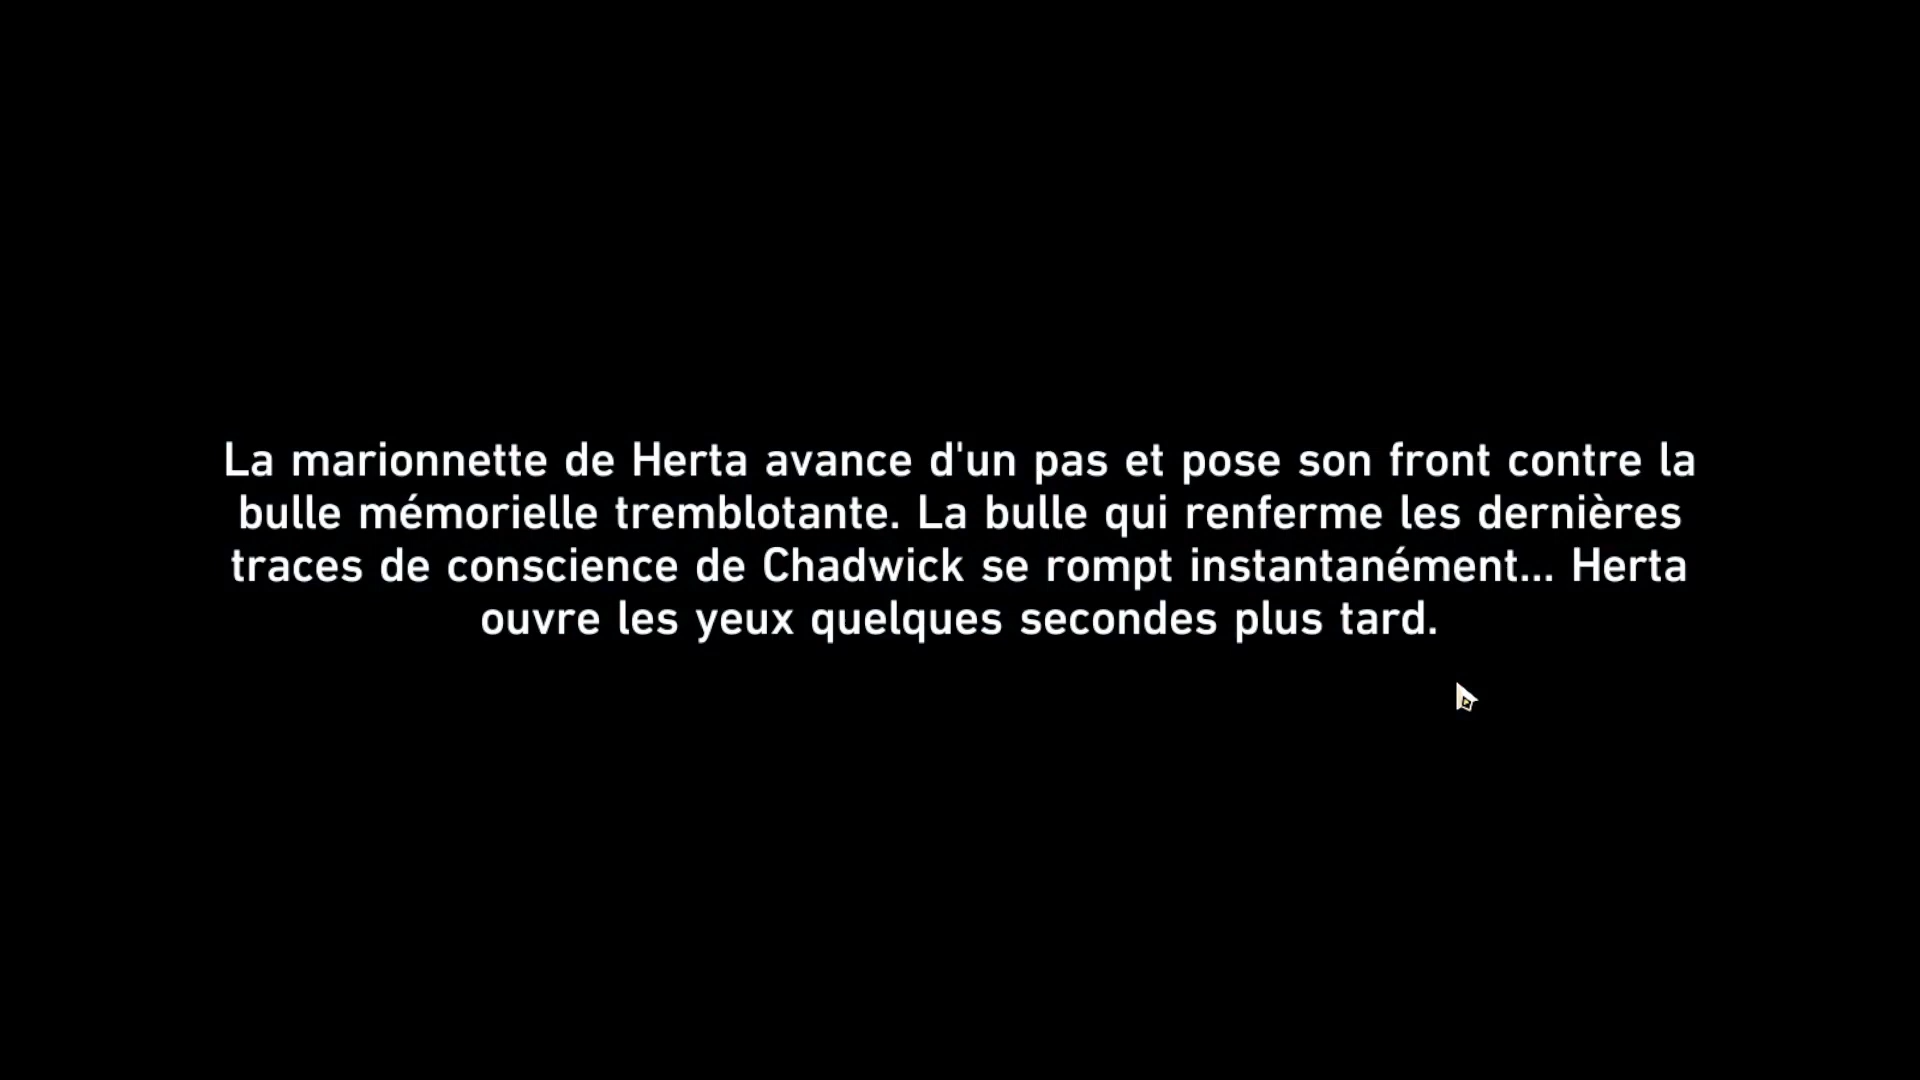 La marionnette de Herta avance d'un pas et pose son front contre la
bulle mémorielle tremblotante. La bulle qui renferme les dernières
traces de conscience de Chadwick se rompt instantanément... Herta
ouvre les yeux quelques secondes plus tard.